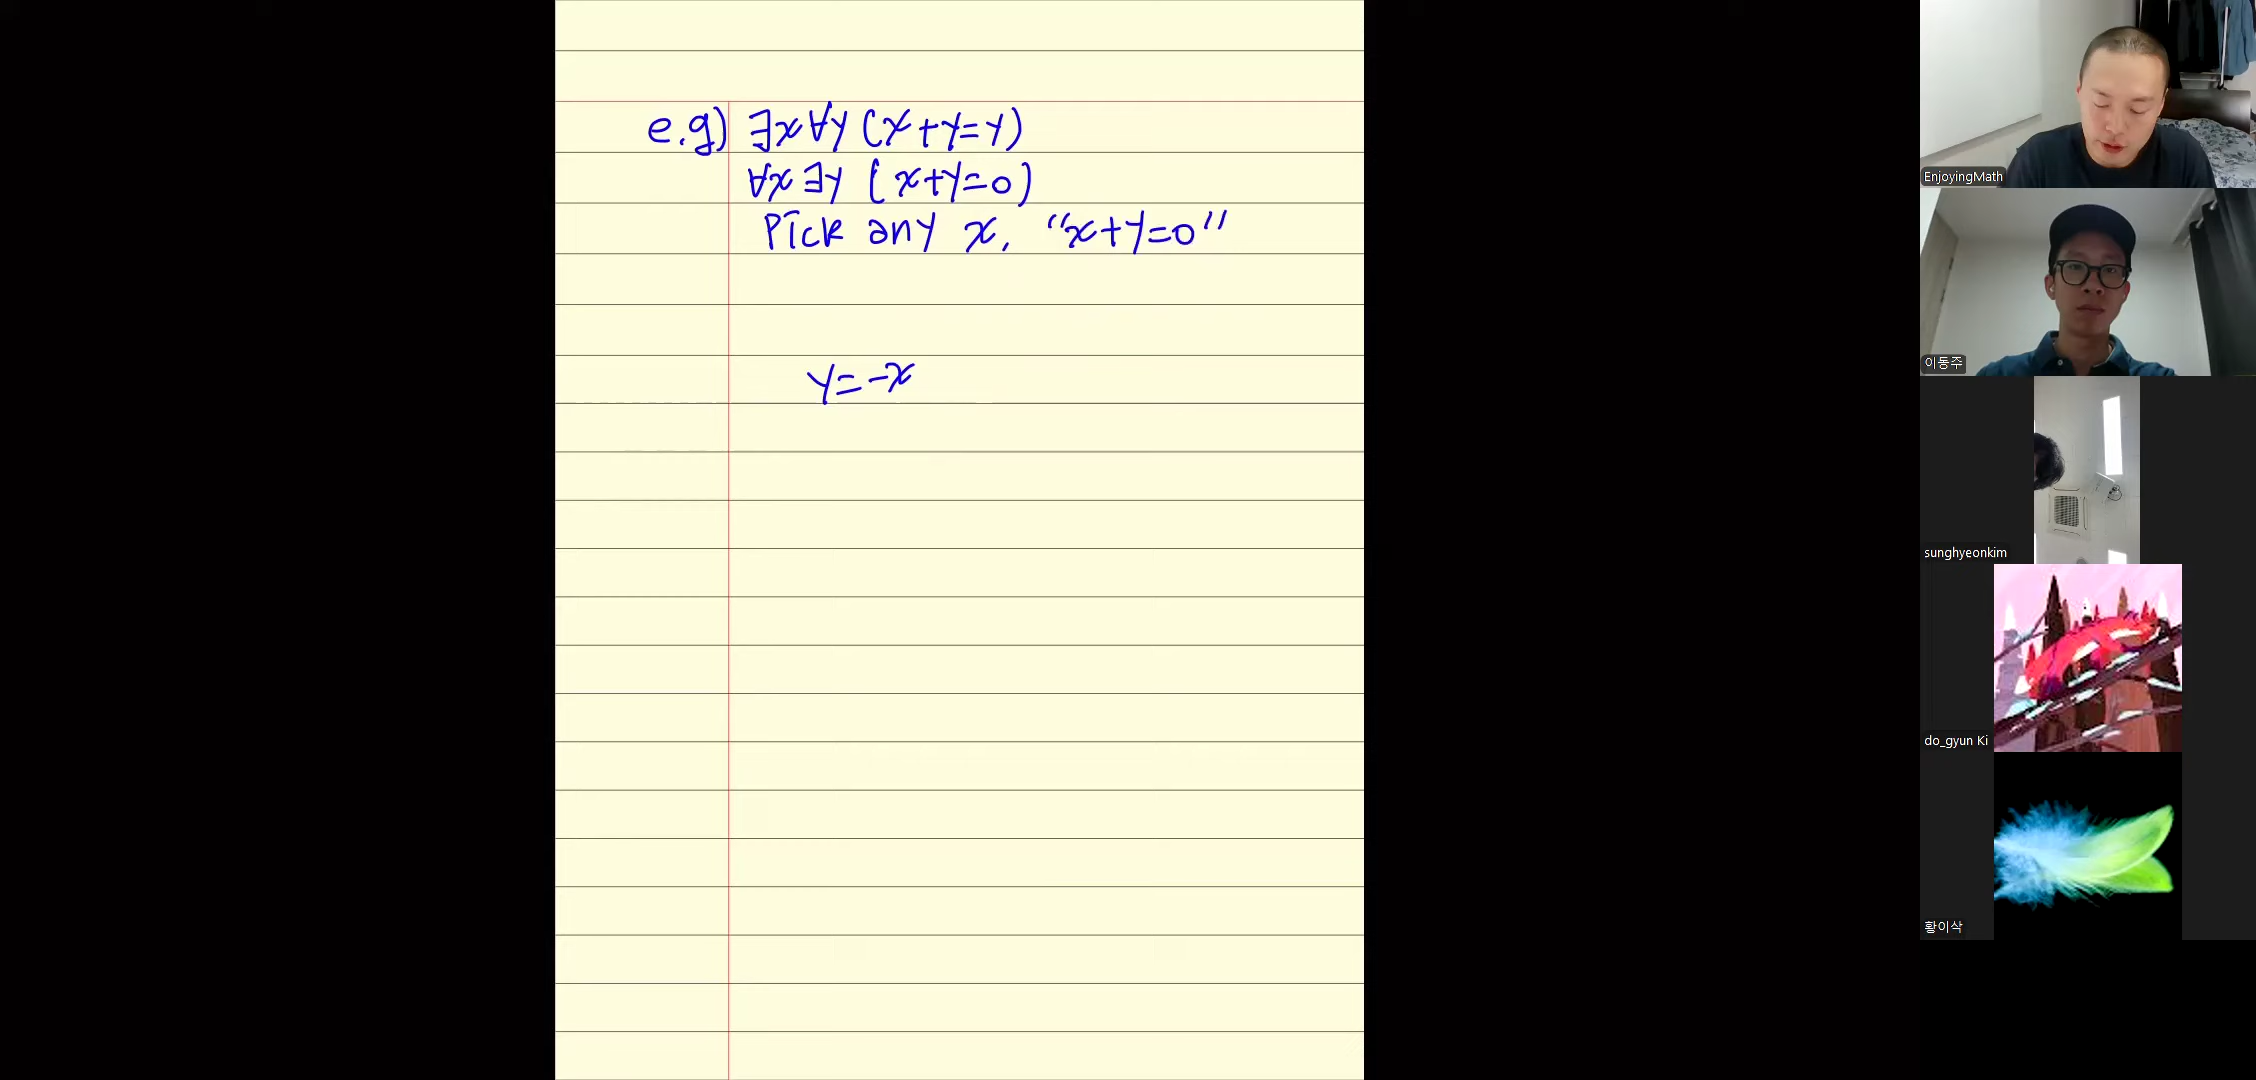 e.g) ∃x∀y (x+y=y)
∀x∃y (x+y=0)
Pick any x, "x+y=0"
y=-x
EnjoyingMath
이동주
sunghyeonkim
do_gyun Ki
황이삭